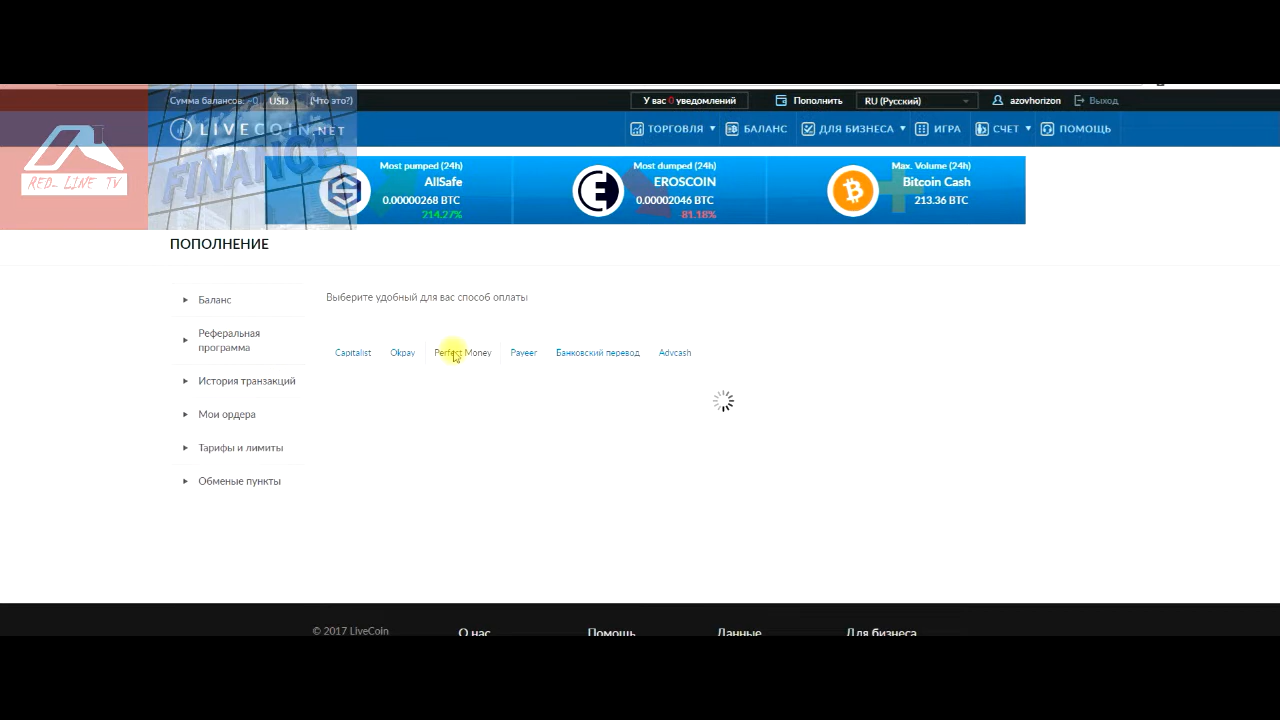 Сумма балансов: ~0 USD (Что это?)
У вас 0 уведомлений
Пополнить
RU (Русский)
azovhorizon
Выход
LIVECOIN.NET
ТОРГОВЛЯ
БАЛАНС
ДЛЯ БИЗНЕСА
ИГРА
СЧЕТ
ПОМОЩЬ
RED-LINE TV
FINANCE
Most pumped (24h)
AllSafe
0.00000268 BTC
214.27%
Most dumped (24h)
EROSCOIN
0.00002046 BTC
-81.18%
Max. Volume (24h)
Bitcoin Cash
213.36 BTC
ПОПОЛНЕНИЕ
Баланс
Реферальная
программа
История транзакций
Мои ордера
Тарифы и лимиты
Обменые пункты
Выберите удобный для вас способ оплаты
Capitalist
Okpay
Perfect Money
Payeer
Банковский перевод
Advcash
© 2017 LiveCoin
О нас
Помощь
Данные
Для бизнеса